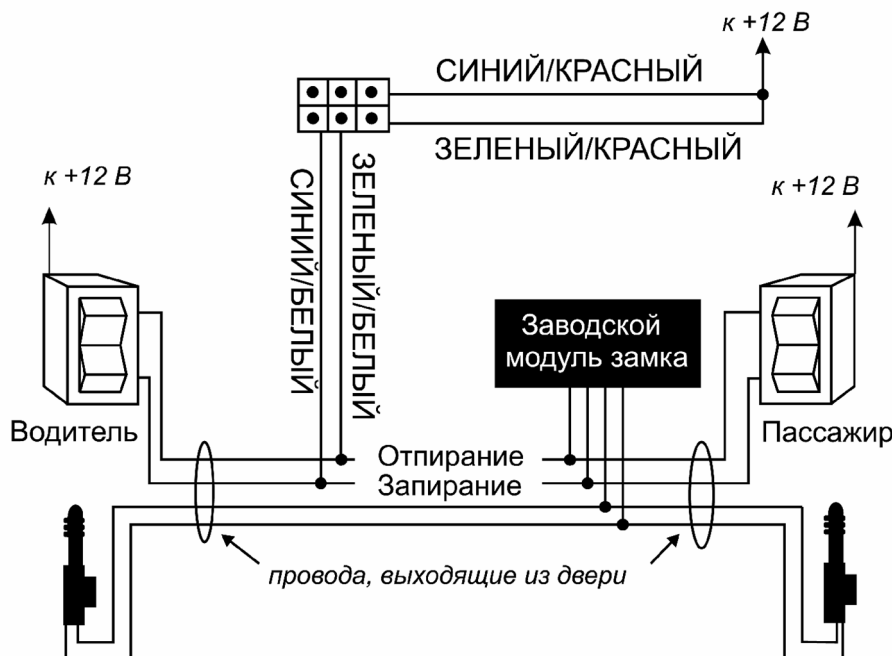 к +12 В
СИНИЙ/КРАСНЫЙ
ЗЕЛЕНЫЙ/КРАСНЫЙ
к +12 В
к +12 В
СИНИЙ/БЕЛЫЙ
ЗЕЛЕНЫЙ/БЕЛЫЙ
Заводской
модуль замка
Водитель
Пассажир
Отпирание
Запирание
провода, выходящие из двери